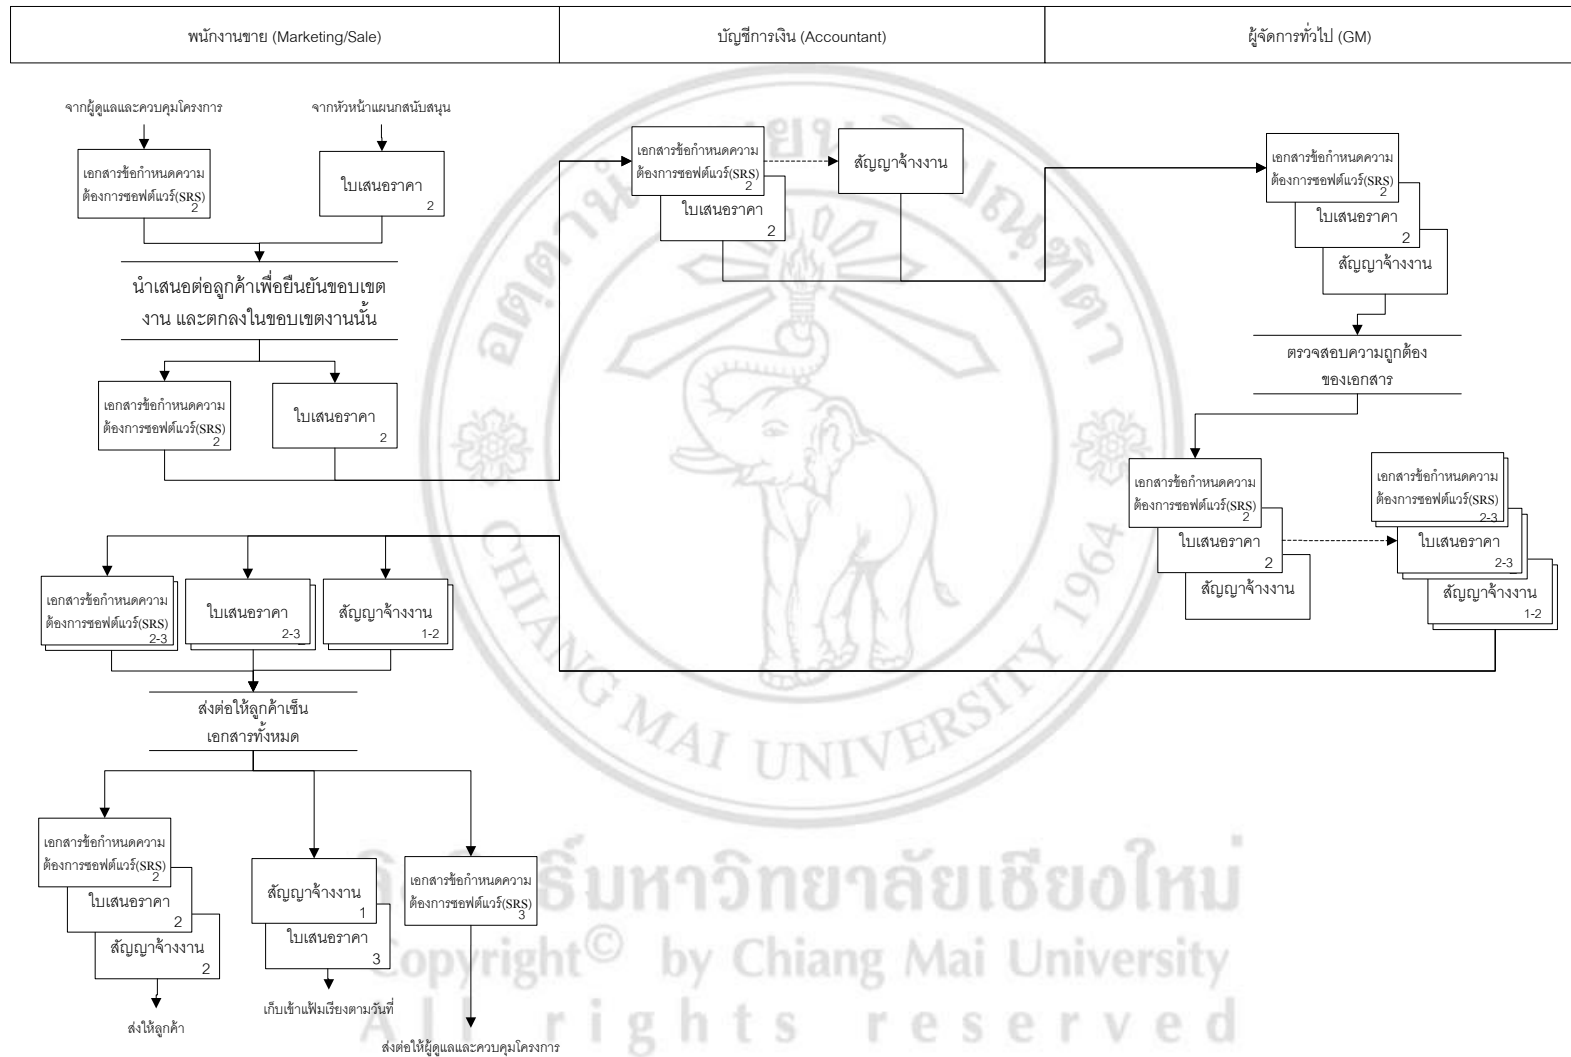 พนักงานขาย (Marketing/Sale)
บัญชีการเงิน (Accountant)
ผู้จัดการทั่วไป (GM)
จากผู้ดูแลและควบคุมโครงการ
จากหัวหน้าแผนกสนับสนุน
เอกสารข้อกำหนดความ
ต้องการซอฟต์แวร์(SRS)
2
ใบเสนอราคา
2
นำเสนอต่อลูกค้าเพื่อยืนยันขอบเขต
งาน และตกลงในขอบเขตงานนั้น
เอกสารข้อกำหนดความ
ต้องการซอฟต์แวร์(SRS)
2
ใบเสนอราคา
2
เอกสารข้อกำหนดความ
ต้องการซอฟต์แวร์(SRS)
2
ใบเสนอราคา
2
สัญญาจ้างงาน
เอกสารข้อกำหนดความ
ต้องการซอฟต์แวร์(SRS)
2
ใบเสนอราคา
2
สัญญาจ้างงาน
ตรวจสอบความถูกต้อง
ของเอกสาร
เอกสารข้อกำหนดความ
ต้องการซอฟต์แวร์(SRS)
2
ใบเสนอราคา
2
สัญญาจ้างงาน
เอกสารข้อกำหนดความ
ต้องการซอฟต์แวร์(SRS)
2-3
ใบเสนอราคา
2-3
สัญญาจ้างงาน
1-2
เอกสารข้อกำหนดความ
ต้องการซอฟต์แวร์(SRS)
2-3
ใบเสนอราคา
2-3
สัญญาจ้างงาน
1-2
ส่งต่อให้ลูกค้าเซ็น
เอกสารทั้งหมด
เอกสารข้อกำหนดความ
ต้องการซอฟต์แวร์(SRS)
2
ใบเสนอราคา
2
สัญญาจ้างงาน
2
ส่งให้ลูกค้า
สัญญาจ้างงาน
1
ใบเสนอราคา
3
เก็บเข้าแฟ้มเรียงตามวันที่
เอกสารข้อกำหนดความ
ต้องการซอฟต์แวร์(SRS)
3
ส่งต่อให้ผู้ดูแลและควบคุมโครงการ
CHIANG MAI UNIVERSITY 1964
มหาวิทยาลัยเชียงใหม่
Copyright© by Chiang Mai University
All rights reserved